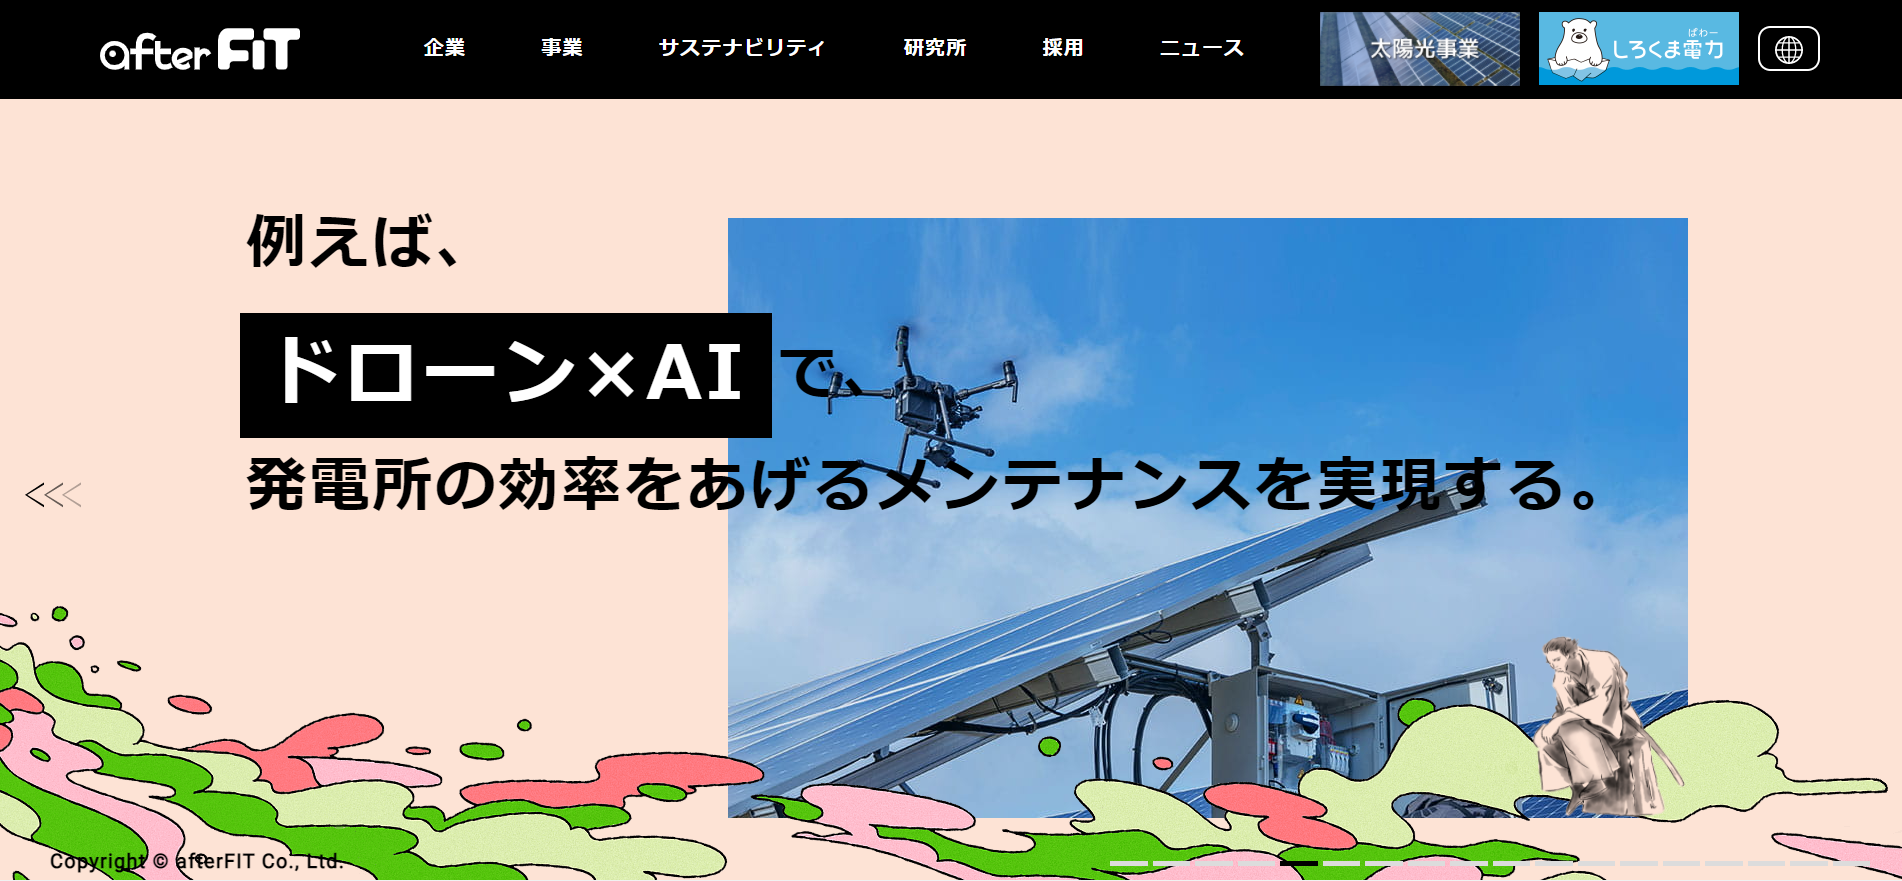 afterFIT
企業
事業
サステナビリティ
研究所
採用
ニュース
太陽光事業
ぱわー
しろくま電力
例えば、
ドローン×AI で、
発電所の効率をあげるメンテナンスを実現する。
Copyright © afterFIT Co., Ltd.